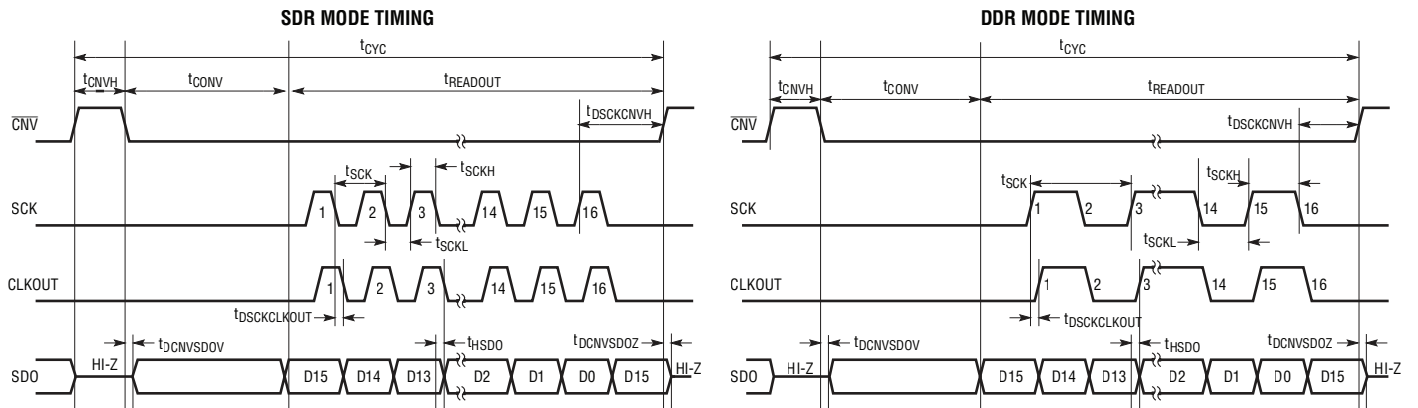 SDR MODE TIMING
tCYC
tCNVH
tCONV
tREADOUT
tDSCKCNVH
CNV
tSCK
tSCKH
SCK
1 2 3 14 15 16
tSCKL
CLKOUT
1 2 3 14 15 16
tDSCKCLKOUT
tDCNVSDOV
tHSDO
tDCNVSDOZ
SDO
HI-Z
D15 D14 D13 D2 D1 D0 D15
HI-Z
DDR MODE TIMING
tCYC
tCNVH
tCONV
tREADOUT
tDSCKCNVH
CNV
tSCK
tSCKH
SCK
1 2 3 14 15 16
tSCKL
CLKOUT
1 2 3 14 15 16
tDSCKCLKOUT
tDCNVSDOV
tHSDO
tDCNVSDOZ
SDO
HI-Z
D15 D14 D13 D2 D1 D0 D15
HI-Z